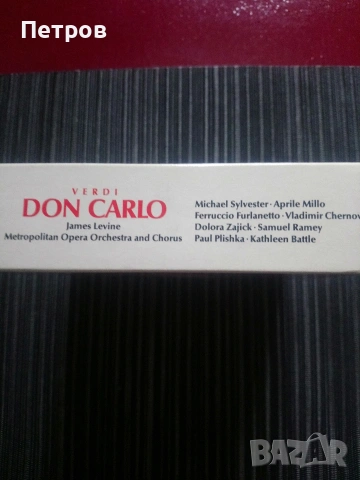 Петров
VERDI
DON CARLO
James Levine
Metropolitan Opera Orchestra and Chorus
Michael Sylvester · Aprile Millo
Ferruccio Furlanetto · Vladimir Chernov
Dolora Zajick · Samuel Ramey
Paul Plishka · Kathleen Battle
BAZAR